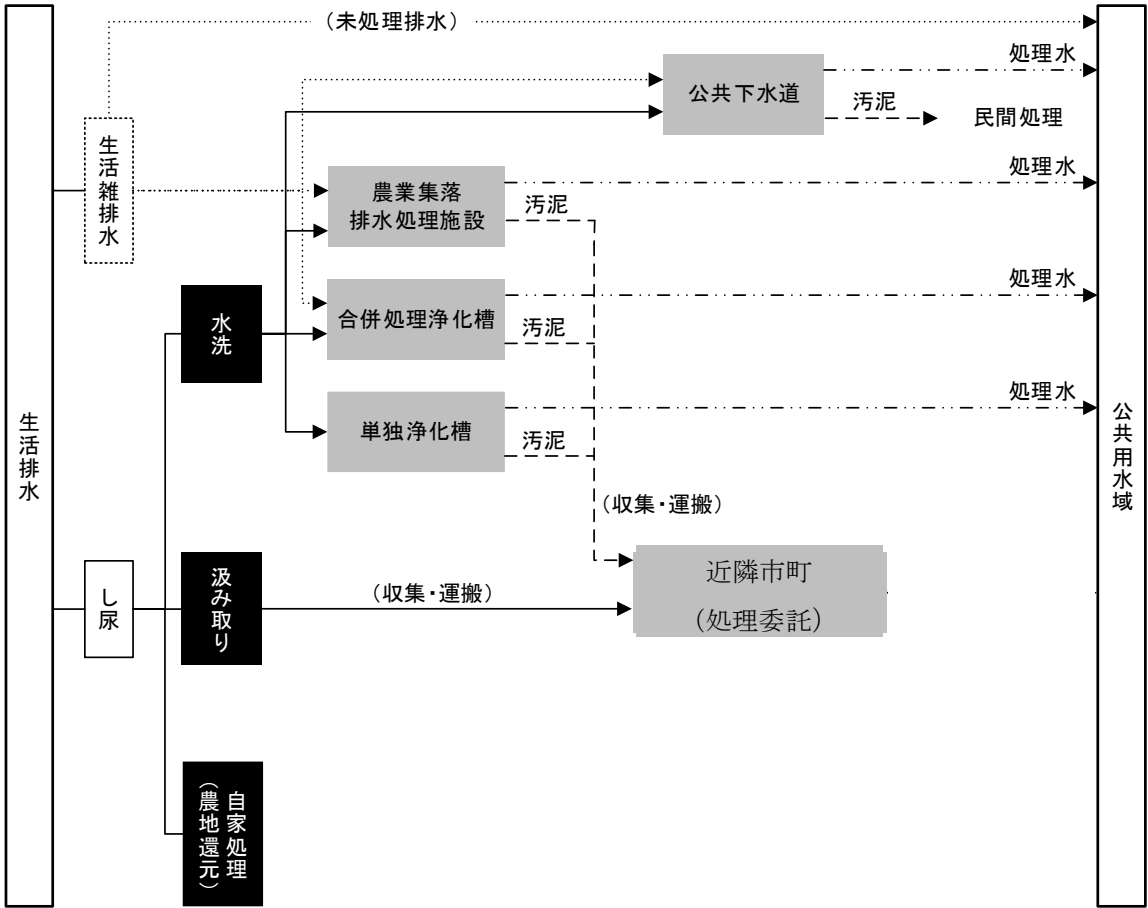 （未処理排水）
処理水
公共下水道
汚泥
民間処理
生活雑排水
処理水
農業集落
排水処理施設
汚泥
処理水
水洗
合併処理浄化槽
汚泥
処理水
単独浄化槽
汚泥
生活排水
公共用水域
（収集・運搬）
し尿
汲み取り
（収集・運搬）
近隣市町
（処理委託）
自家処理
（農地還元）